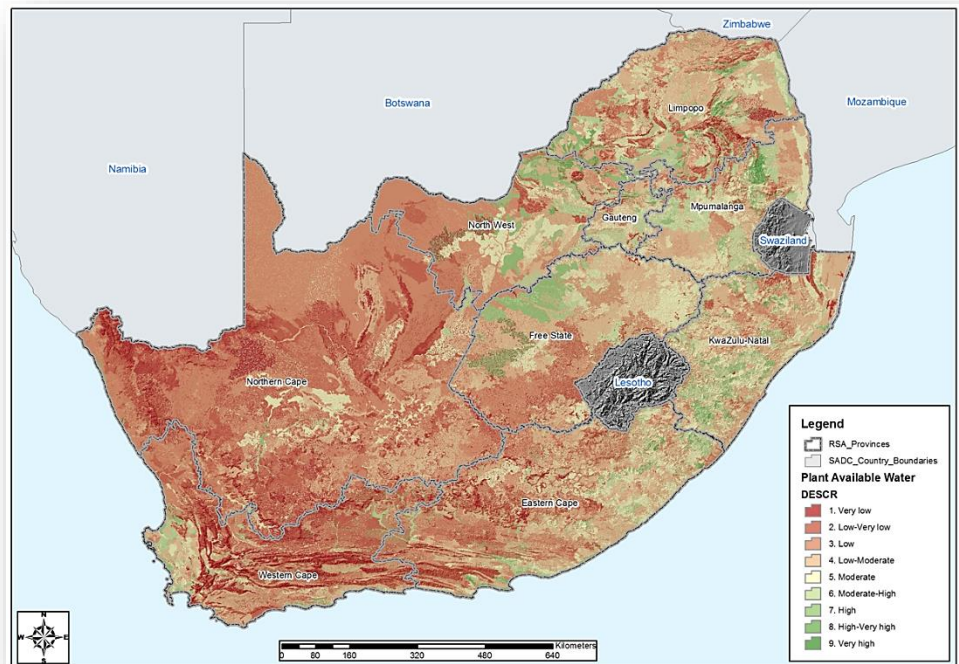 Zimbabwe
Botswana
Mozambique
Limpopo
Namibia
North West
Gauteng
Mpumalanga
Swaziland
Free State
KwaZulu-Natal
Northern Cape
Lesotho
Eastern Cape
Western Cape
Legend
RSA_Provinces
SADC_Country_Boundaries
Plant Available Water
DESCR
1. Very low
2. Low-Very low
3. Low
4. Low-Moderate
5. Moderate
6. Moderate-High
7. High
8. High-Very high
9. Very high
N
W E
S
Kilometers
0 80 160 320 480 640